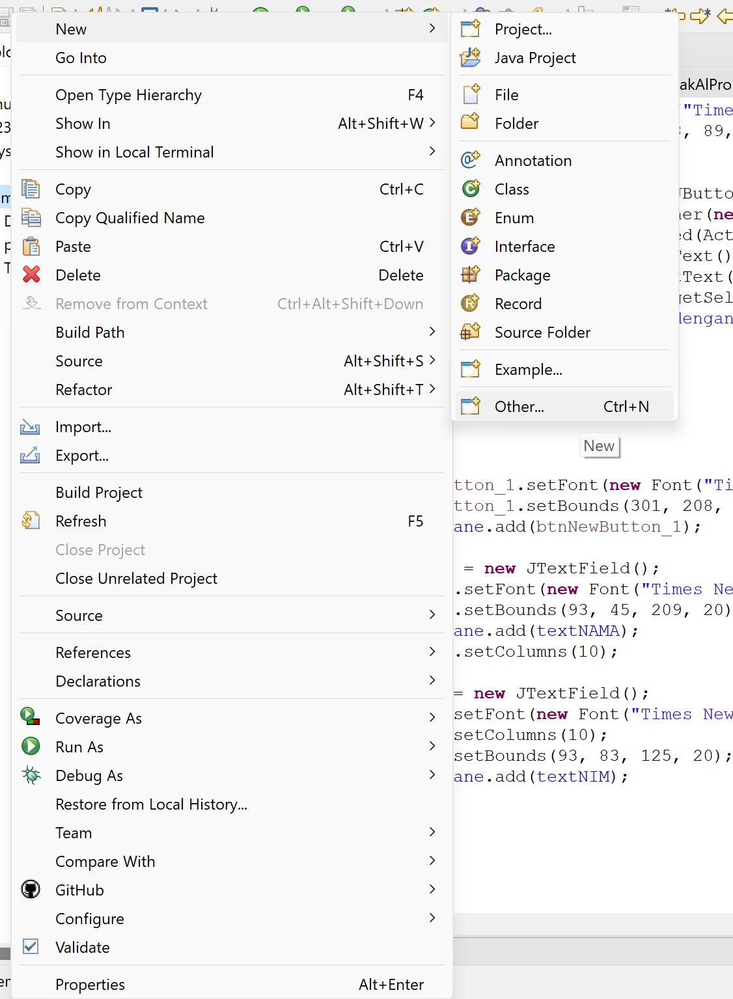 New
Go Into
Open Type Hierarchy F4
Show In Alt+Shift+W
Show in Local Terminal
Copy Ctrl+C
Copy Qualified Name
Paste Ctrl+V
Delete Delete
Remove from Context Ctrl+Alt+Shift+Down
Build Path
Source Alt+Shift+S
Refactor Alt+Shift+T
Import...
Export...
Build Project
Refresh F5
Close Project
Close Unrelated Project
Source
References
Declarations
Coverage As
Run As
Debug As
Restore from Local History...
Team
Compare With
GitHub
Configure
Validate
Properties Alt+Enter
Project...
Java Project
File
Folder
Annotation
Class
Enum
Interface
Package
Record
Source Folder
Example...
Other... Ctrl+N
New
akAlPro
"Time
, 89,
JButto
er(ne
ed(Act
Text()
tText(
getSel
dengan
tton_1.setFont(new Font("Ti
tton_1.setBounds(301, 208,
ane.add(btnNewButton_1);
= new JTextField();
.setFont(new Font("Times Ne
.setBounds(93, 45, 209, 20)
ane.add(textNAMA);
.setColumns(10);
= new JTextField();
setFont(new Font("Times New
setColumns(10);
setBounds(93, 83, 125, 20);
ane.add(textNIM);